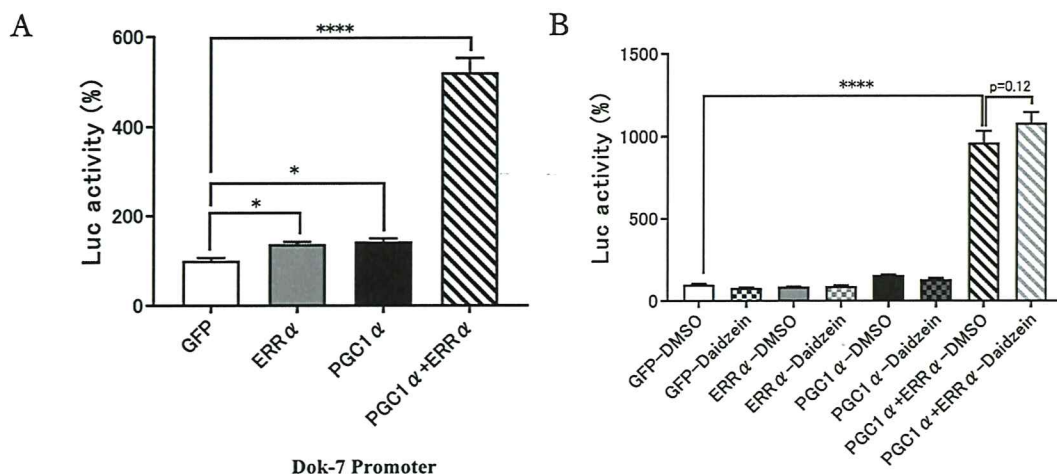 A
B
Luc activity (%)
600
400
200
0
****
*
*
GFP
ERRα
PGC1α
PGC1α+ERRα
Dok-7 Promoter
Luc activity (%)
1500
1000
500
0
****
p=0.12
GFP-DMSO
GFP-Daidzein
ERRα-DMSO
ERRα-Daidzein
PGC1α-DMSO
PGC1α-Daidzein
PGC1α+ERRα-DMSO
PGC1α+ERRα-Daidzein